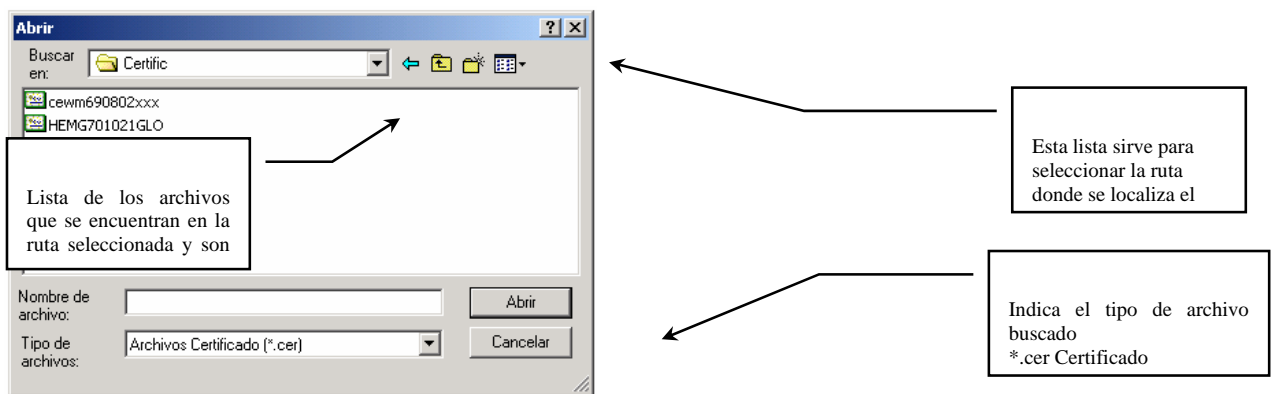 Abrir
Buscar
en:
Certific
cewm690802xxx
HEMG701021GLO
Lista de los archivos
que se encuentran en la
ruta seleccionada y son
Nombre de
archivo:
Abrir
Tipo de
archivos:
Archivos Certificado (*.cer)
Cancelar
Esta lista sirve para
seleccionar la ruta
donde se localiza el
Indica el tipo de archivo
buscado
*.cer Certificado